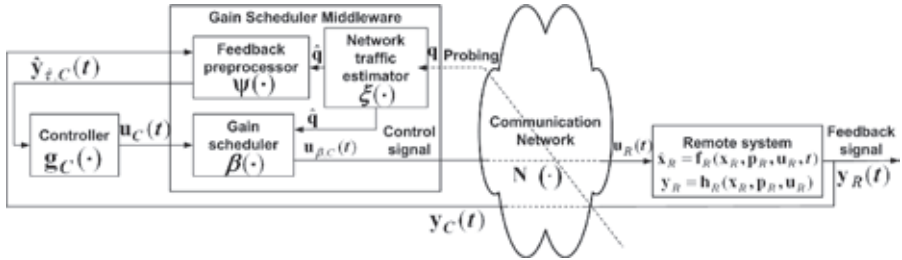 Gain Scheduler Middleware
Feedback
preprocessor
ψ(·)
q̂
Network
traffic
estimator
ξ(·)
q
Probing
ŷ_{τ̂,C}(t)
Controller
g_C(·)
u_C(t)
Gain
scheduler
β(·)
q̂
u_{β,C}(t)
Control
signal
Communication
Network
N (·)
u_R(t)
Remote system
ẋ_R = f_R(x_R, p_R, u_R, t)
y_R = h_R(x_R, p_R, u_R)
Feedback
signal
y_R(t)
y_C(t)